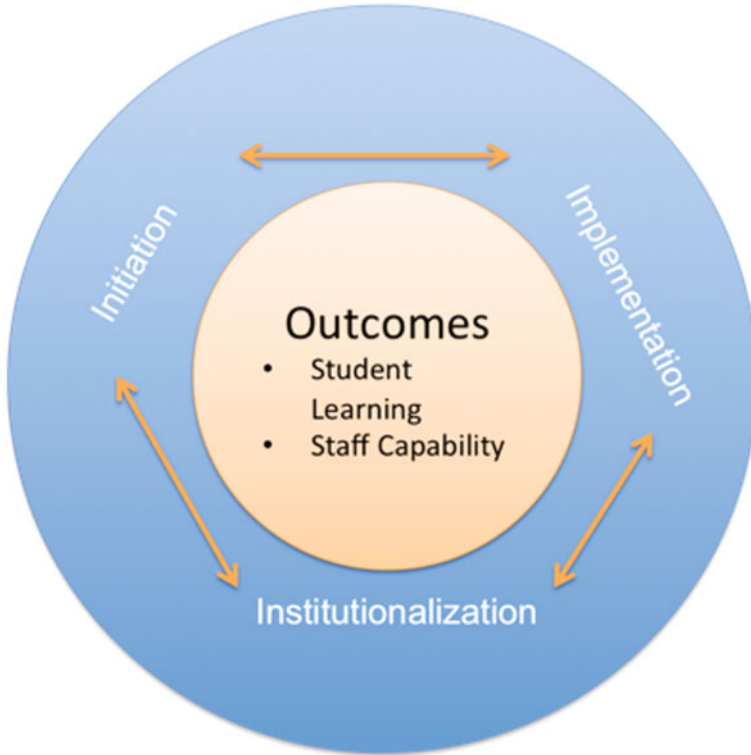 Initiation
Implementation
Outcomes
• Student
Learning
• Staff Capability
Institutionalization